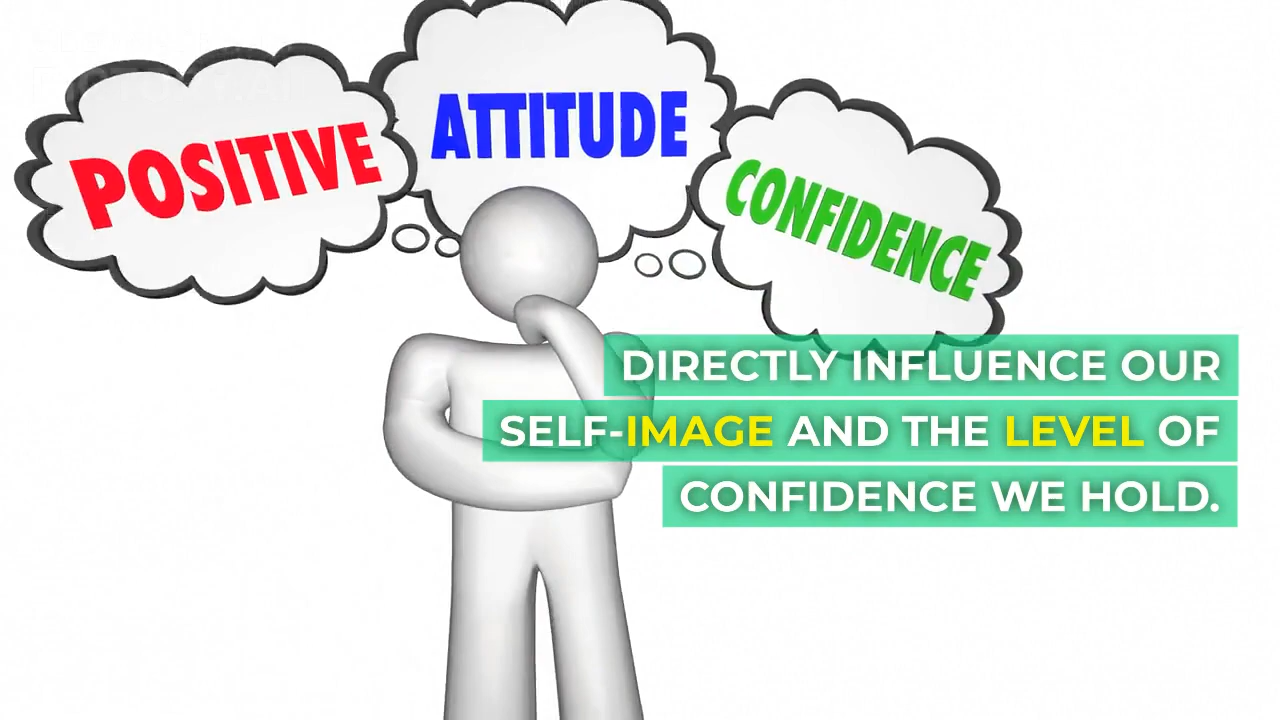 POSITIVE
ATTITUDE
CONFIDENCE
DIRECTLY INFLUENCE OUR
SELF-IMAGE AND THE LEVEL OF
CONFIDENCE WE HOLD.